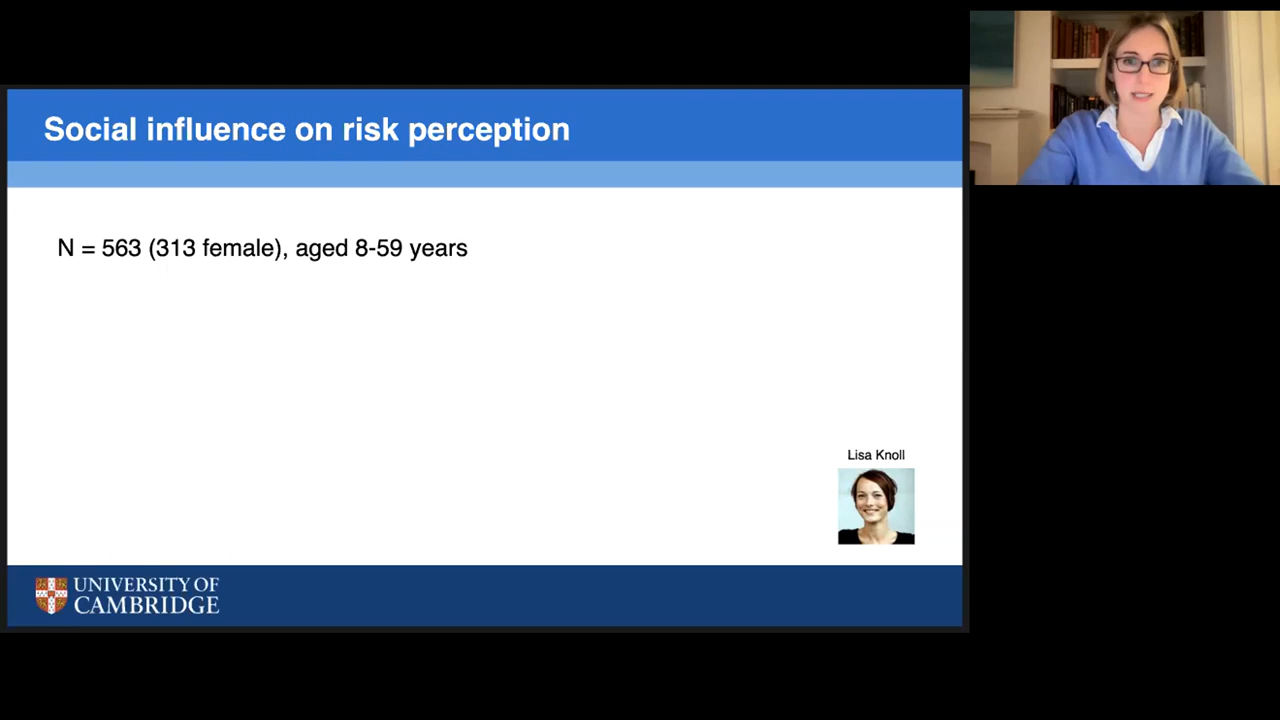 Social influence on risk perception
N = 563 (313 female), aged 8-59 years
Lisa Knoll
UNIVERSITY OF
CAMBRIDGE